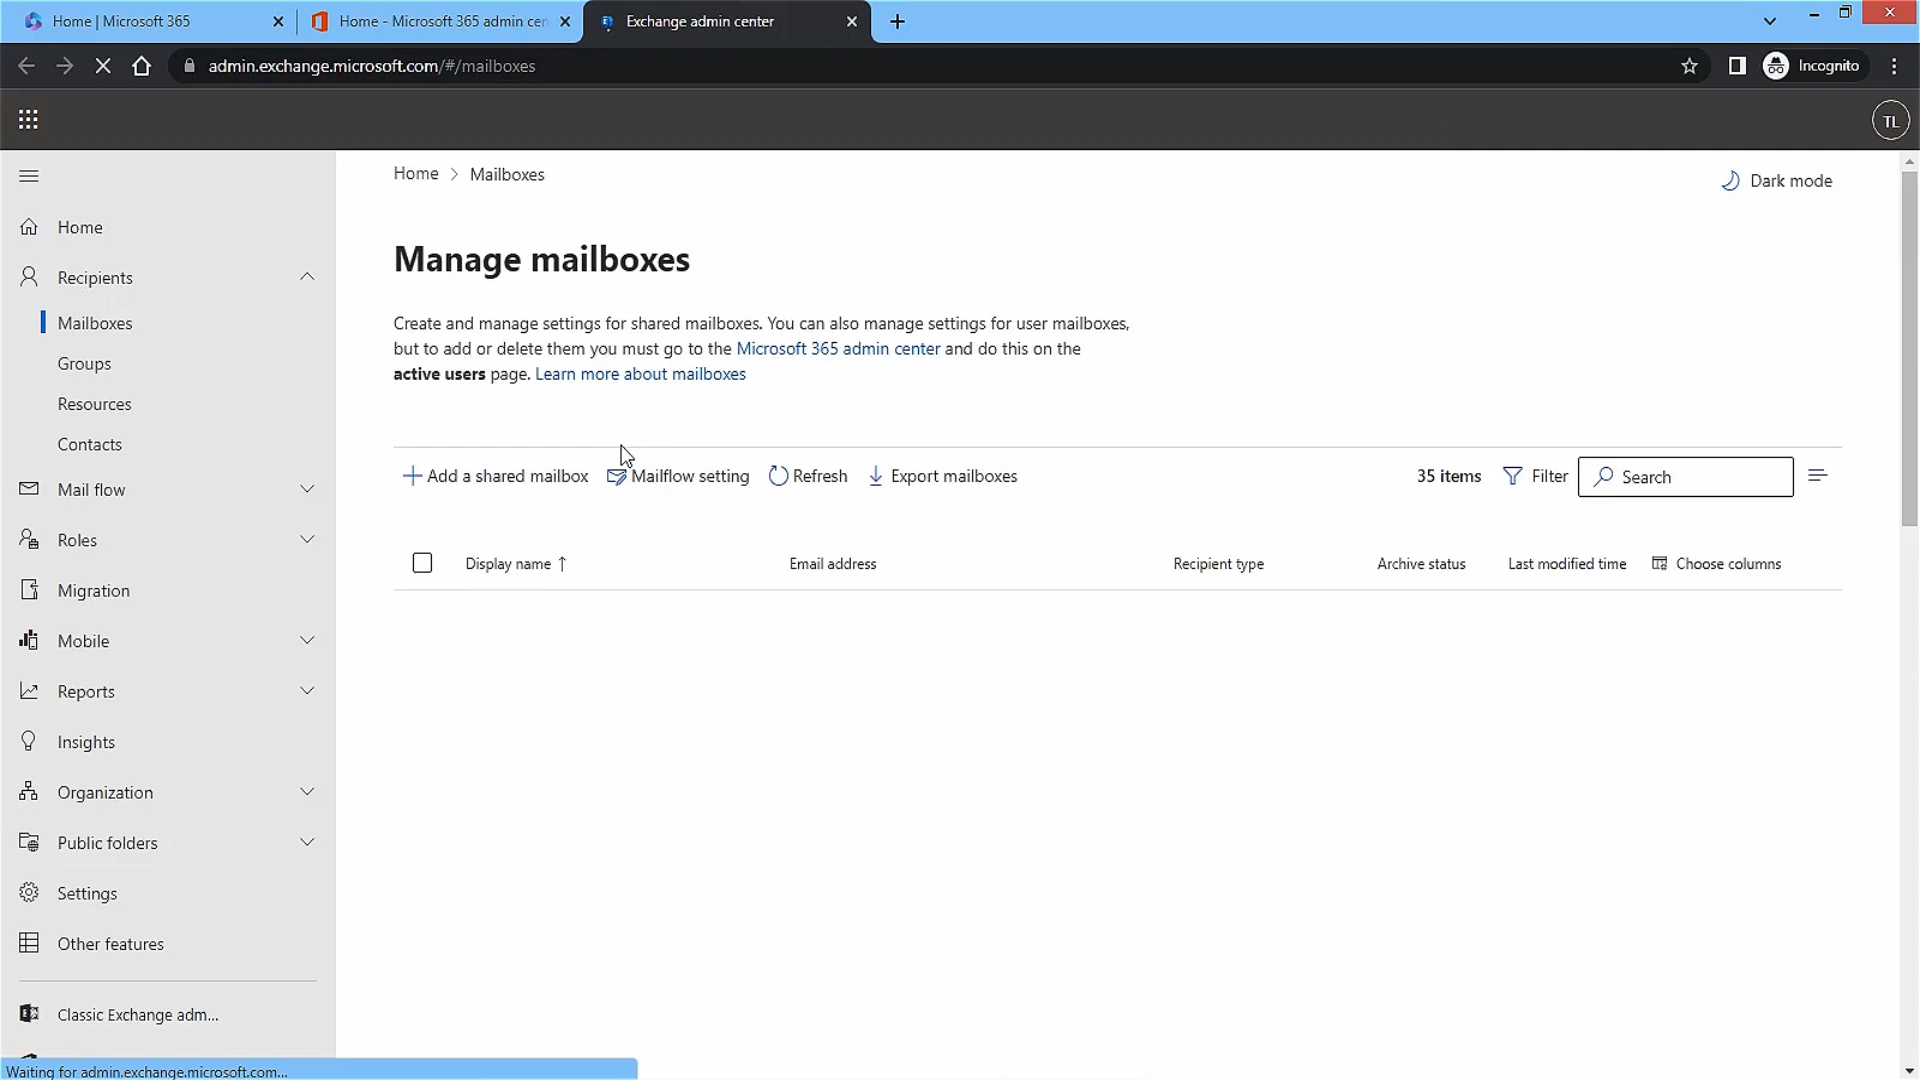 Home | Microsoft 365
Home - Microsoft 365 admin cen
Exchange admin center
admin.exchange.microsoft.com/#/mailboxes
Incognito
TL
Home > Mailboxes
Dark mode
Home
Recipients
Mailboxes
Groups
Resources
Contacts
Mail flow
Roles
Migration
Mobile
Reports
Insights
Organization
Public folders
Settings
Other features
Classic Exchange adm...
Manage mailboxes
Create and manage settings for shared mailboxes. You can also manage settings for user mailboxes,
but to add or delete them you must go to the Microsoft 365 admin center and do this on the
active users page. Learn more about mailboxes
Add a shared mailbox Mailflow setting Refresh Export mailboxes 35 items Filter Search
Display name ↑ Email address Recipient type Archive status Last modified time Choose columns
Waiting for admin.exchange.microsoft.com...